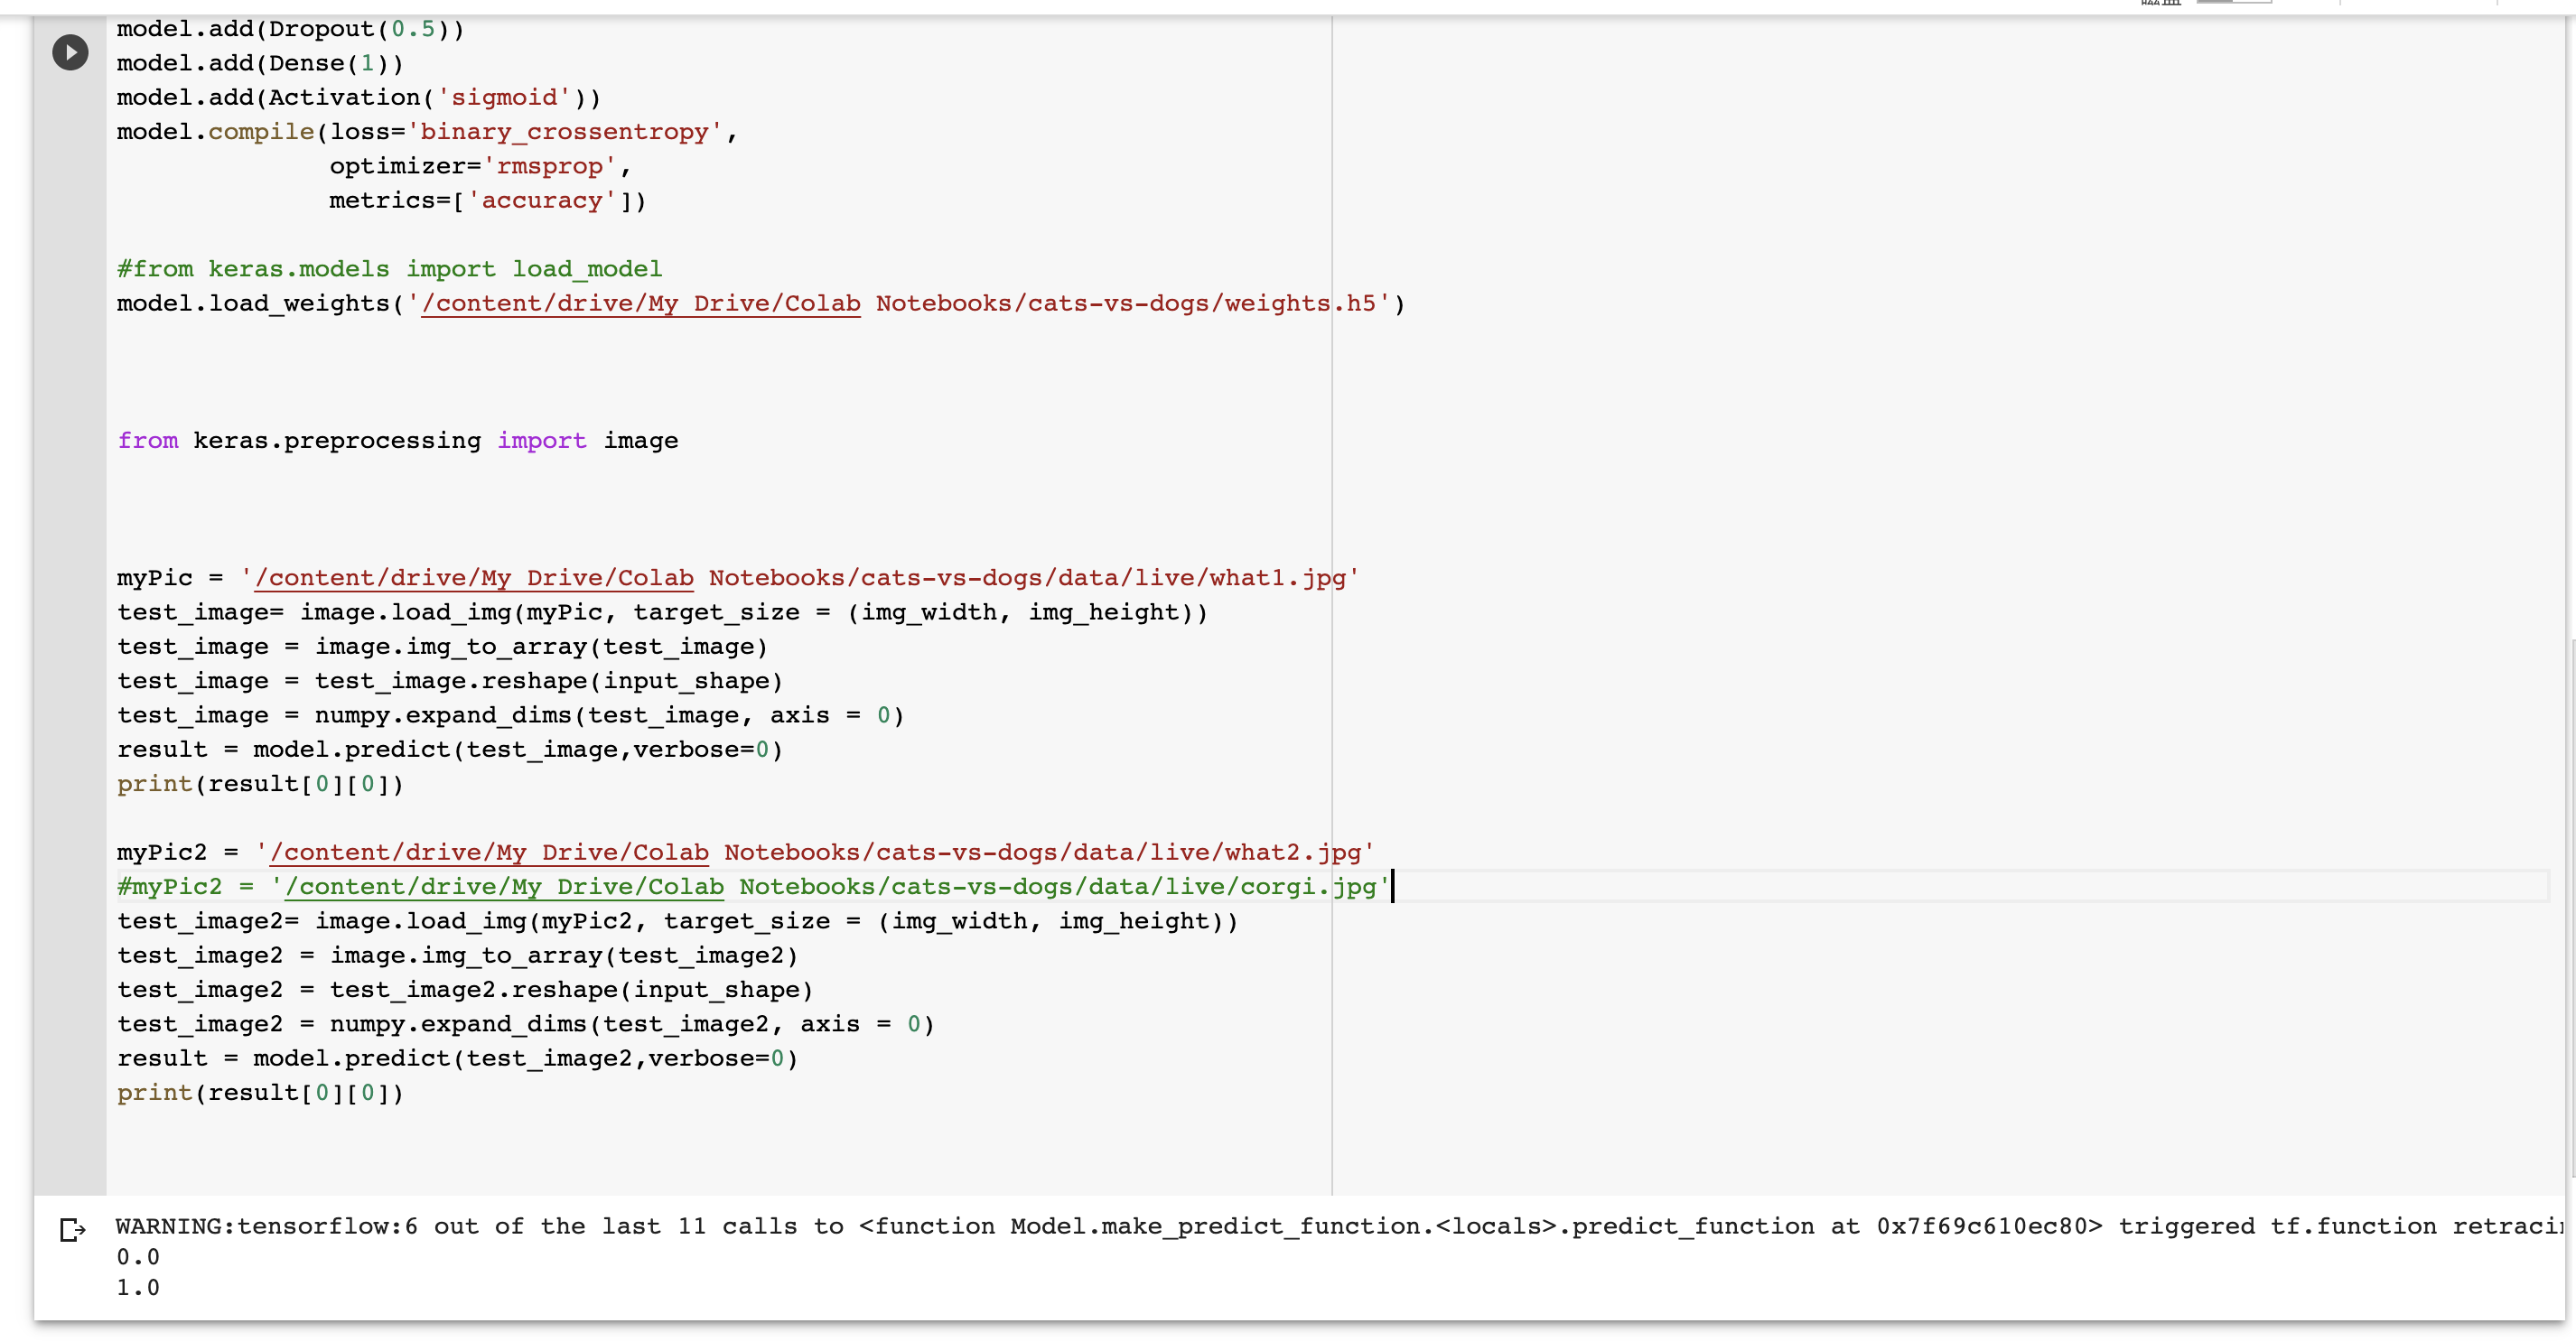 model.add(Dropout(0.5))
model.add(Dense(1))
model.add(Activation('sigmoid'))
model.compile(loss='binary_crossentropy',
              optimizer='rmsprop',
              metrics=['accuracy'])
#from keras.models import load_model
model.load_weights('/content/drive/My Drive/Colab Notebooks/cats-vs-dogs/weights.h5')
from keras.preprocessing import image
myPic = '/content/drive/My Drive/Colab Notebooks/cats-vs-dogs/data/live/what1.jpg'
test_image= image.load_img(myPic, target_size = (img_width, img_height))
test_image = image.img_to_array(test_image)
test_image = test_image.reshape(input_shape)
test_image = numpy.expand_dims(test_image, axis = 0)
result = model.predict(test_image,verbose=0)
print(result[0][0])
myPic2 = '/content/drive/My Drive/Colab Notebooks/cats-vs-dogs/data/live/what2.jpg'
#myPic2 = '/content/drive/My Drive/Colab Notebooks/cats-vs-dogs/data/live/corgi.jpg'
test_image2= image.load_img(myPic2, target_size = (img_width, img_height))
test_image2 = image.img_to_array(test_image2)
test_image2 = test_image2.reshape(input_shape)
test_image2 = numpy.expand_dims(test_image2, axis = 0)
result = model.predict(test_image2,verbose=0)
print(result[0][0])
WARNING:tensorflow:6 out of the last 11 calls to <function Model.make_predict_function.<locals>.predict_function at 0x7f69c610ec80> triggered tf.function
0.0
1.0